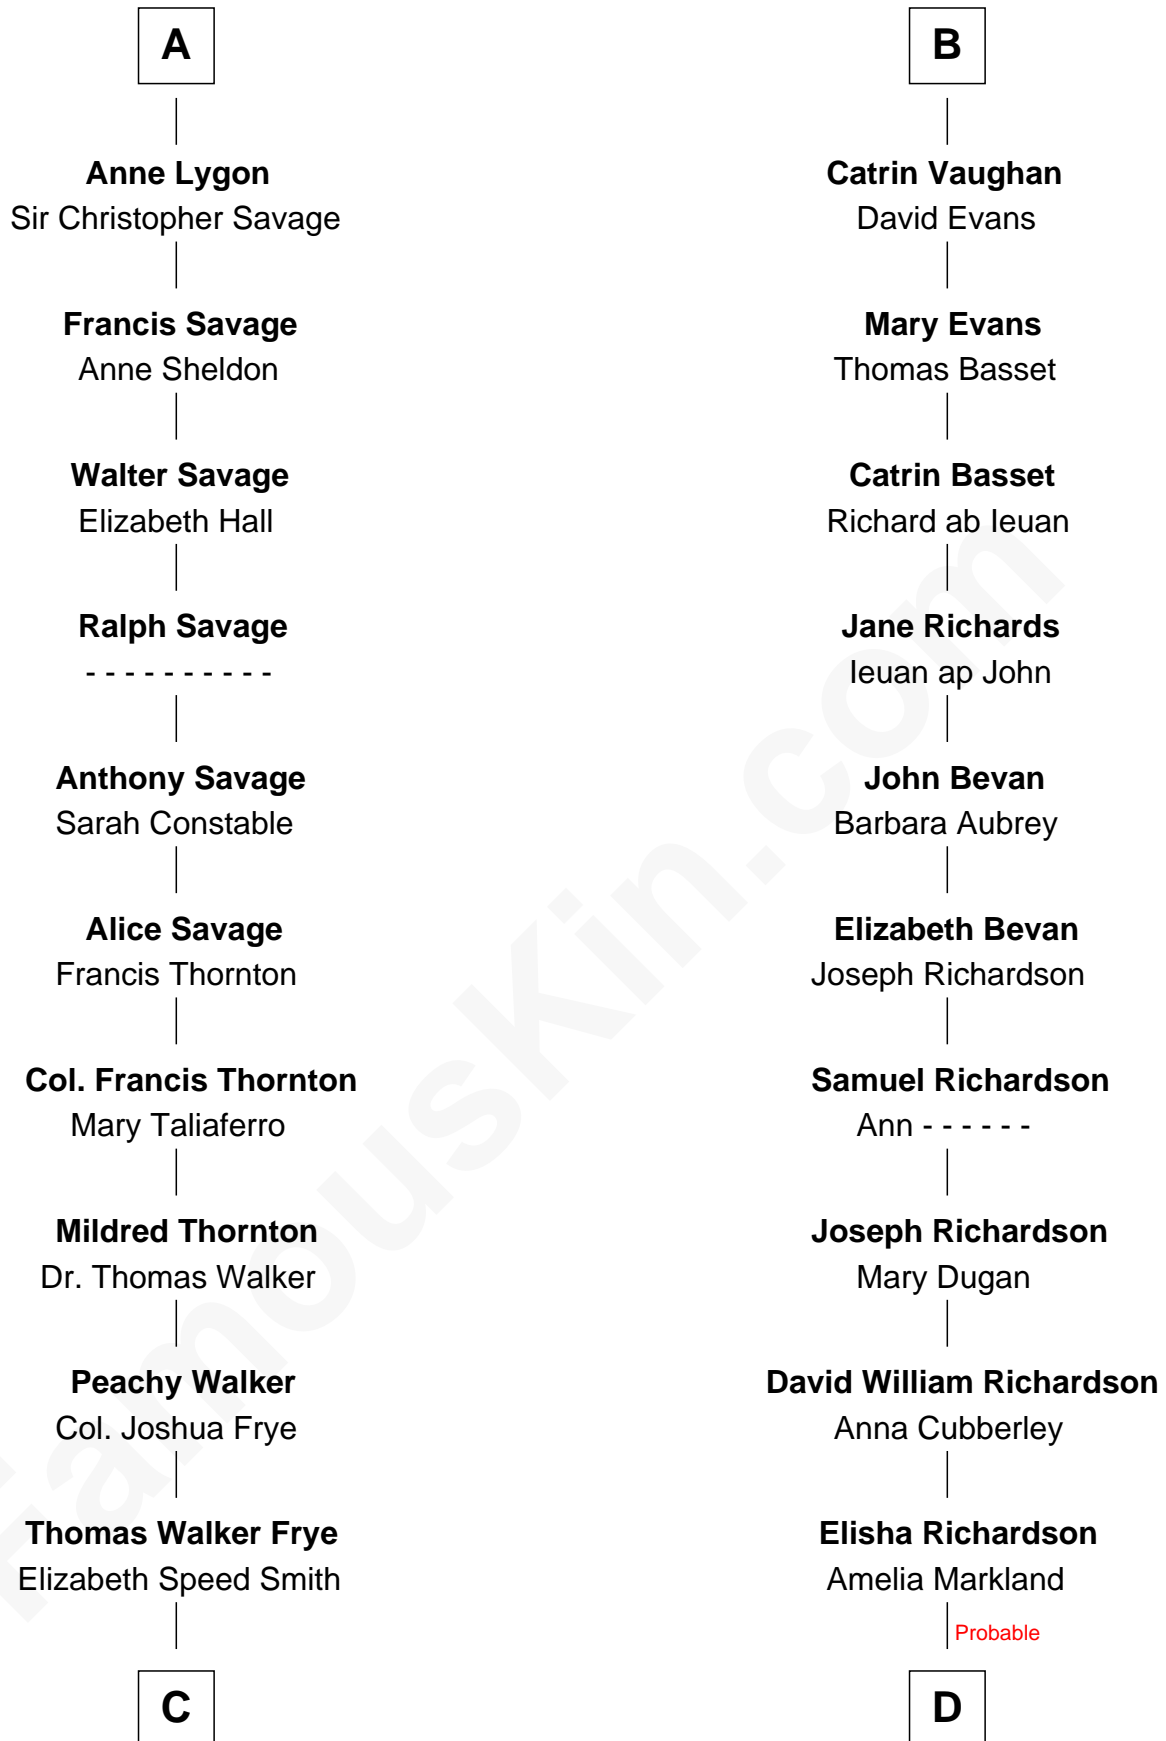 A
Anne Lygon
Sir Christopher Savage
Francis Savage
Anne Sheldon
Walter Savage
Elizabeth Hall
Ralph Savage
- - - - - - - - - -
Anthony Savage
Sarah Constable
Alice Savage
Francis Thornton
Col. Francis Thornton
Mary Taliaferro
Mildred Thornton
Dr. Thomas Walker
Peachy Walker
Col. Joshua Frye
Thomas Walker Frye
Elizabeth Speed Smith
C
B
Catrin Vaughan
David Evans
Mary Evans
Thomas Basset
Catrin Basset
Richard ab Ieuan
Jane Richards
Ieuan ap John
John Bevan
Barbara Aubrey
Elizabeth Bevan
Joseph Richardson
Samuel Richardson
Ann - - - - - -
Joseph Richardson
Mary Dugan
David William Richardson
Anna Cubberley
Elisha Richardson
Amelia Markland
Probable
D
FamousKin.com